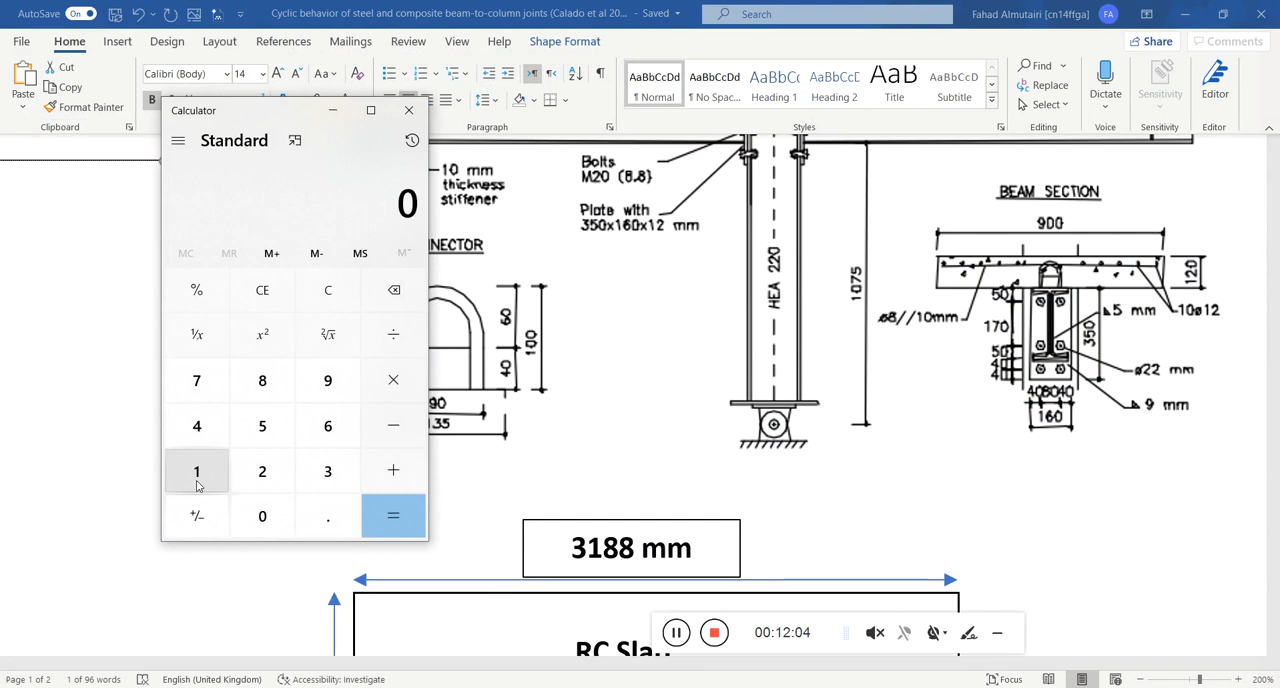 AutoSave On
Cyclic behavior of steel and composite beam-to-column joints (Calado et al 20... - Saved
Search
Fahad Almutairi [cn14ffga]
FA
File Home Insert Design Layout References Mailings Review View Help Shape Format
Share
Comments
Paste
Cut
Copy
Format Painter
Clipboard
Calibri (Body) 14
B
Paragraph
AaBbCcDd
Normal
AaBbCcDd
No Spac...
AaBbCc
Heading 1
AaBbCcD
Heading 2
AaB
Title
AaBbCcD
Subtitle
Styles
Find
Replace
Select
Editing
Dictate
Voice
Sensitivity
Sensitivity
Editor
Editor
Calculator
Standard
0
MC MR M+ M- MS M
% CE C
1/x x² ²√x ÷
7 8 9 ×
4 5 6 −
1 2 3 +
+/- 0 . =
10 mm
thickness
stiffener
NECTOR
60
40
100
90
135
Bolts
M20 (8.8)
Plate with
350x160x12 mm
HEA 220
1075
BEAM SECTION
900
120
ø8//10mm
10ø12
50
170
50
5 mm
350
ø22 mm
408040
9 mm
160
3188 mm
RC Slab
00:12:04
Page 1 of 2
1 of 96 words
English (United Kingdom)
Accessibility: Investigate
Focus
200%